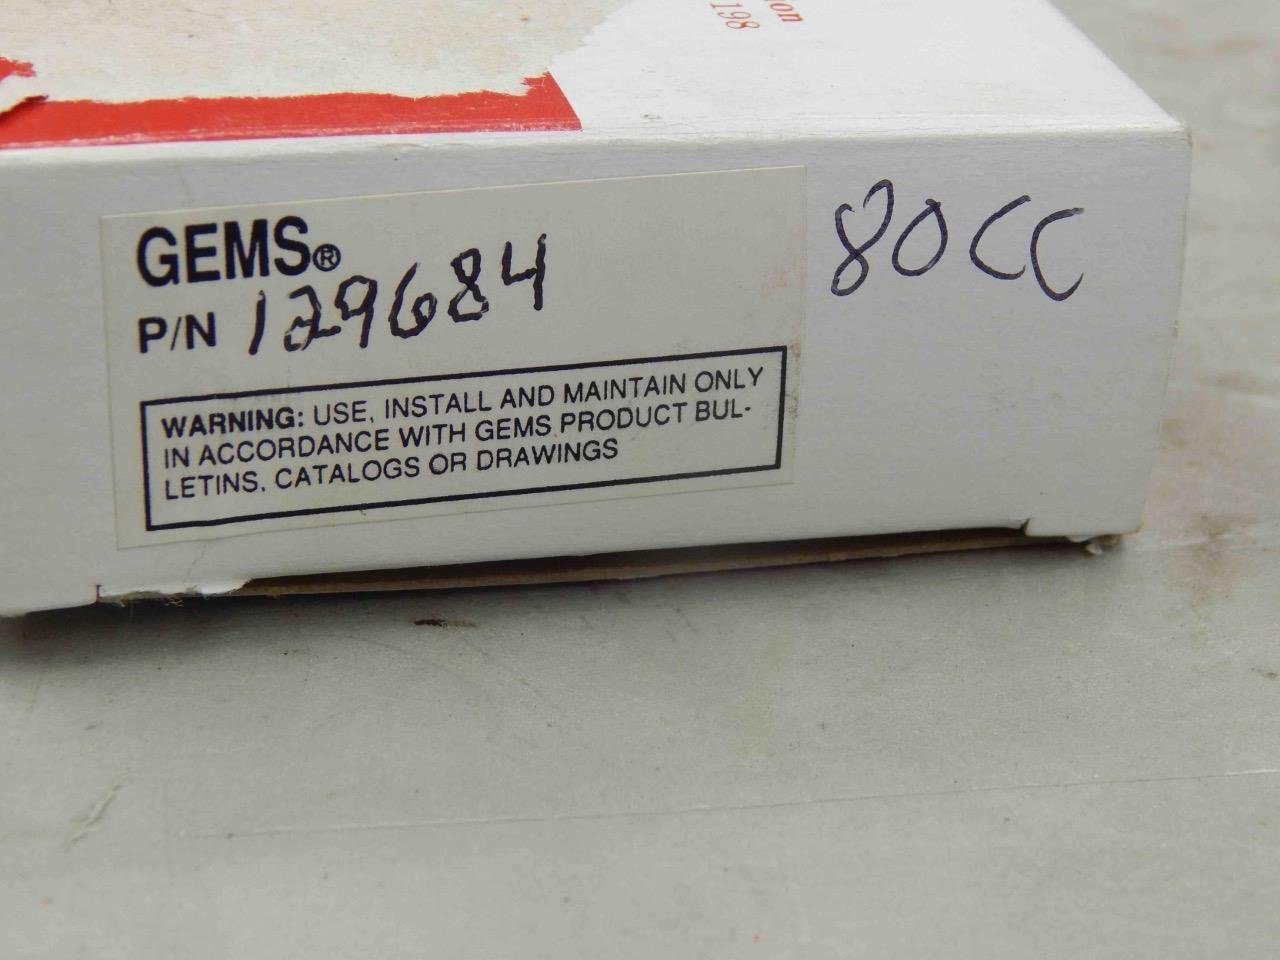 198
GEMS®
P/N 129684
80CC
WARNING: USE, INSTALL AND MAINTAIN ONLY
IN ACCORDANCE WITH GEMS PRODUCT BUL-
LETINS, CATALOGS OR DRAWINGS